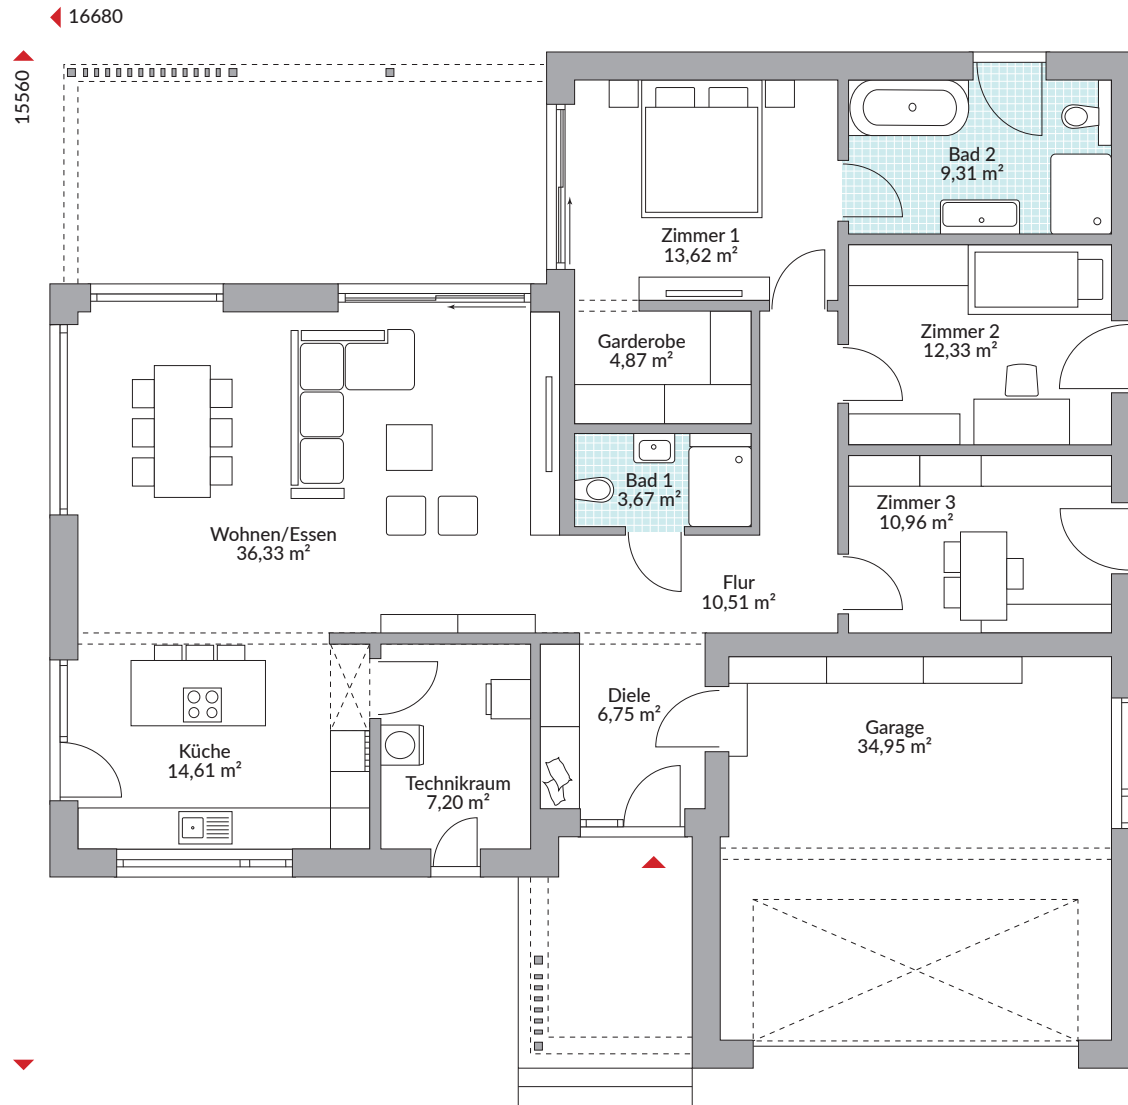 16680
15560
Bad 2
9,31 m²
Zimmer 1
13,62 m²
Zimmer 2
12,33 m²
Garderobe
4,87 m²
Bad 1
3,67 m²
Zimmer 3
10,96 m²
Wohnen/Essen
36,33 m²
Flur
10,51 m²
Diele
6,75 m²
Garage
34,95 m²
Küche
14,61 m²
Technikraum
7,20 m²